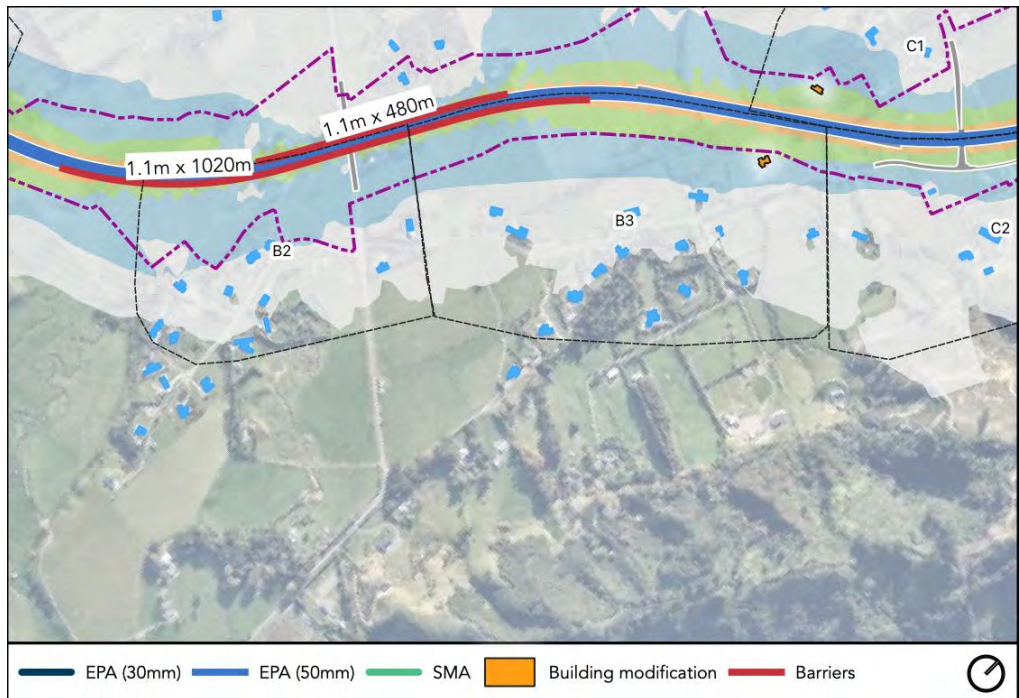 C1
1.1m x 480m
1.1m x 1020m
B3
C2
B2
EPA (30mm) EPA (50mm) SMA Building modification Barriers